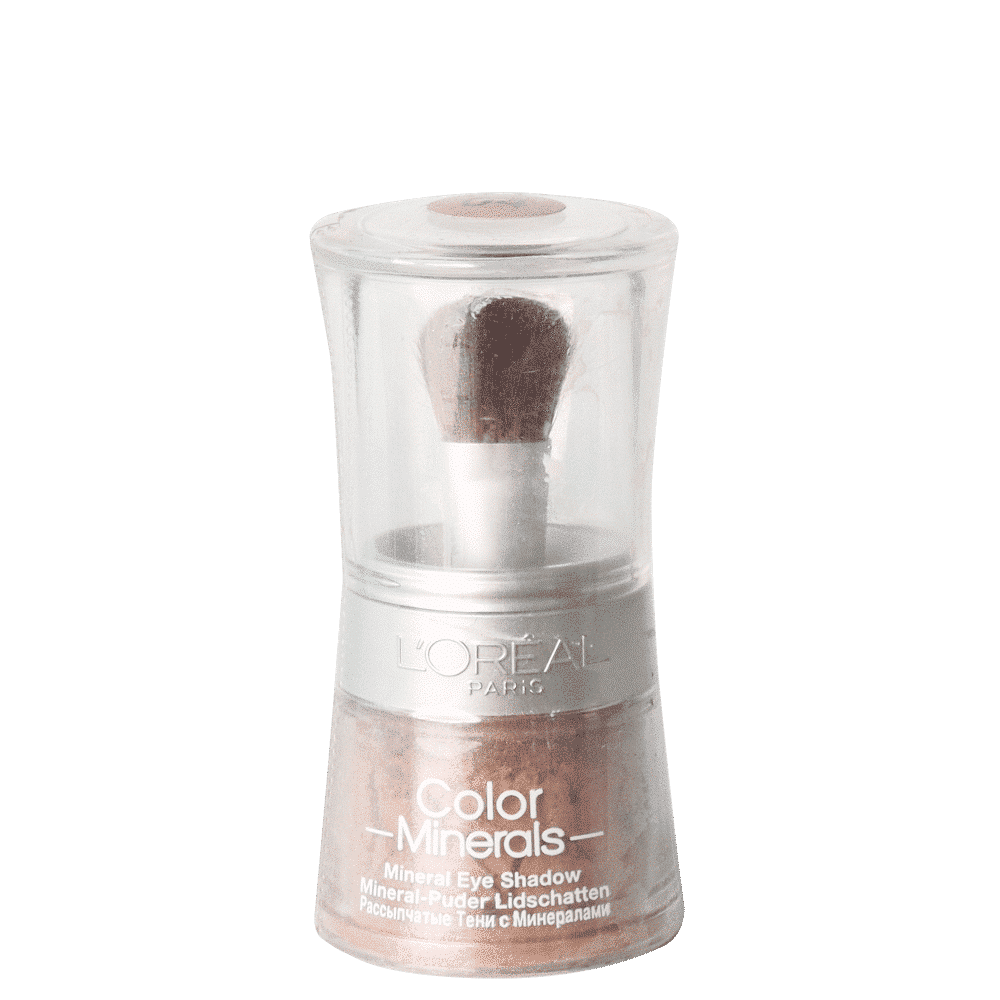 L'ORÉAL
PARIS
Color
Minerals
Mineral Eye Shadow
Mineral-Puder Lidschatten
Рассыпчатые Тени с Минералами